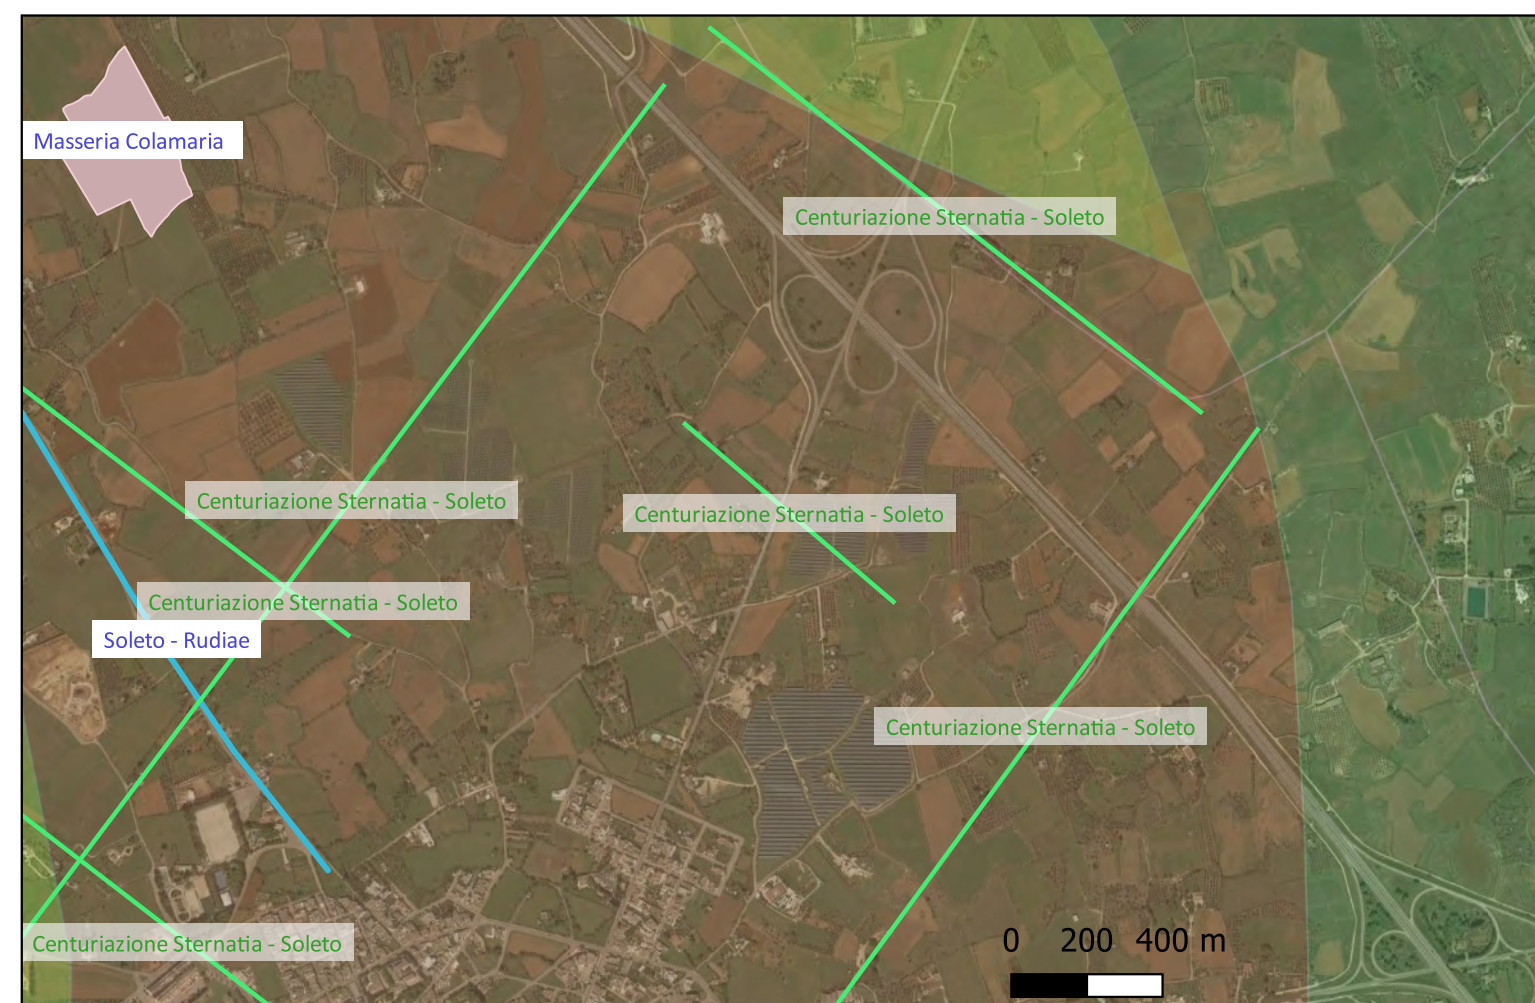 Masseria Colamaria
Centuriazione Sternatia - Soleto
Centuriazione Sternatia - Soleto
Centuriazione Sternatia - Soleto
Centuriazione Sternatia - Soleto
Soleto - Rudiae
Centuriazione Sternatia - Soleto
Centuriazione Sternatia - Soleto
0 200 400 m